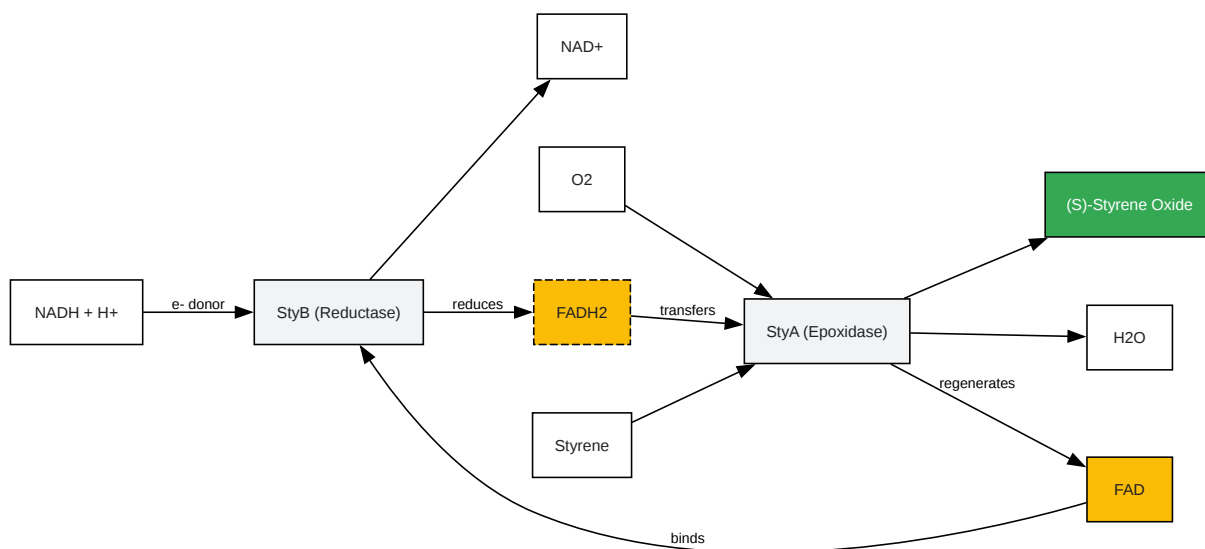 NAD+
O2
(S)-Styrene Oxide
NADH + H+
e- donor
StyB (Reductase)
reduces
FADH2
transfers
StyA (Epoxidase)
H2O
regenerates
Styrene
FAD
binds